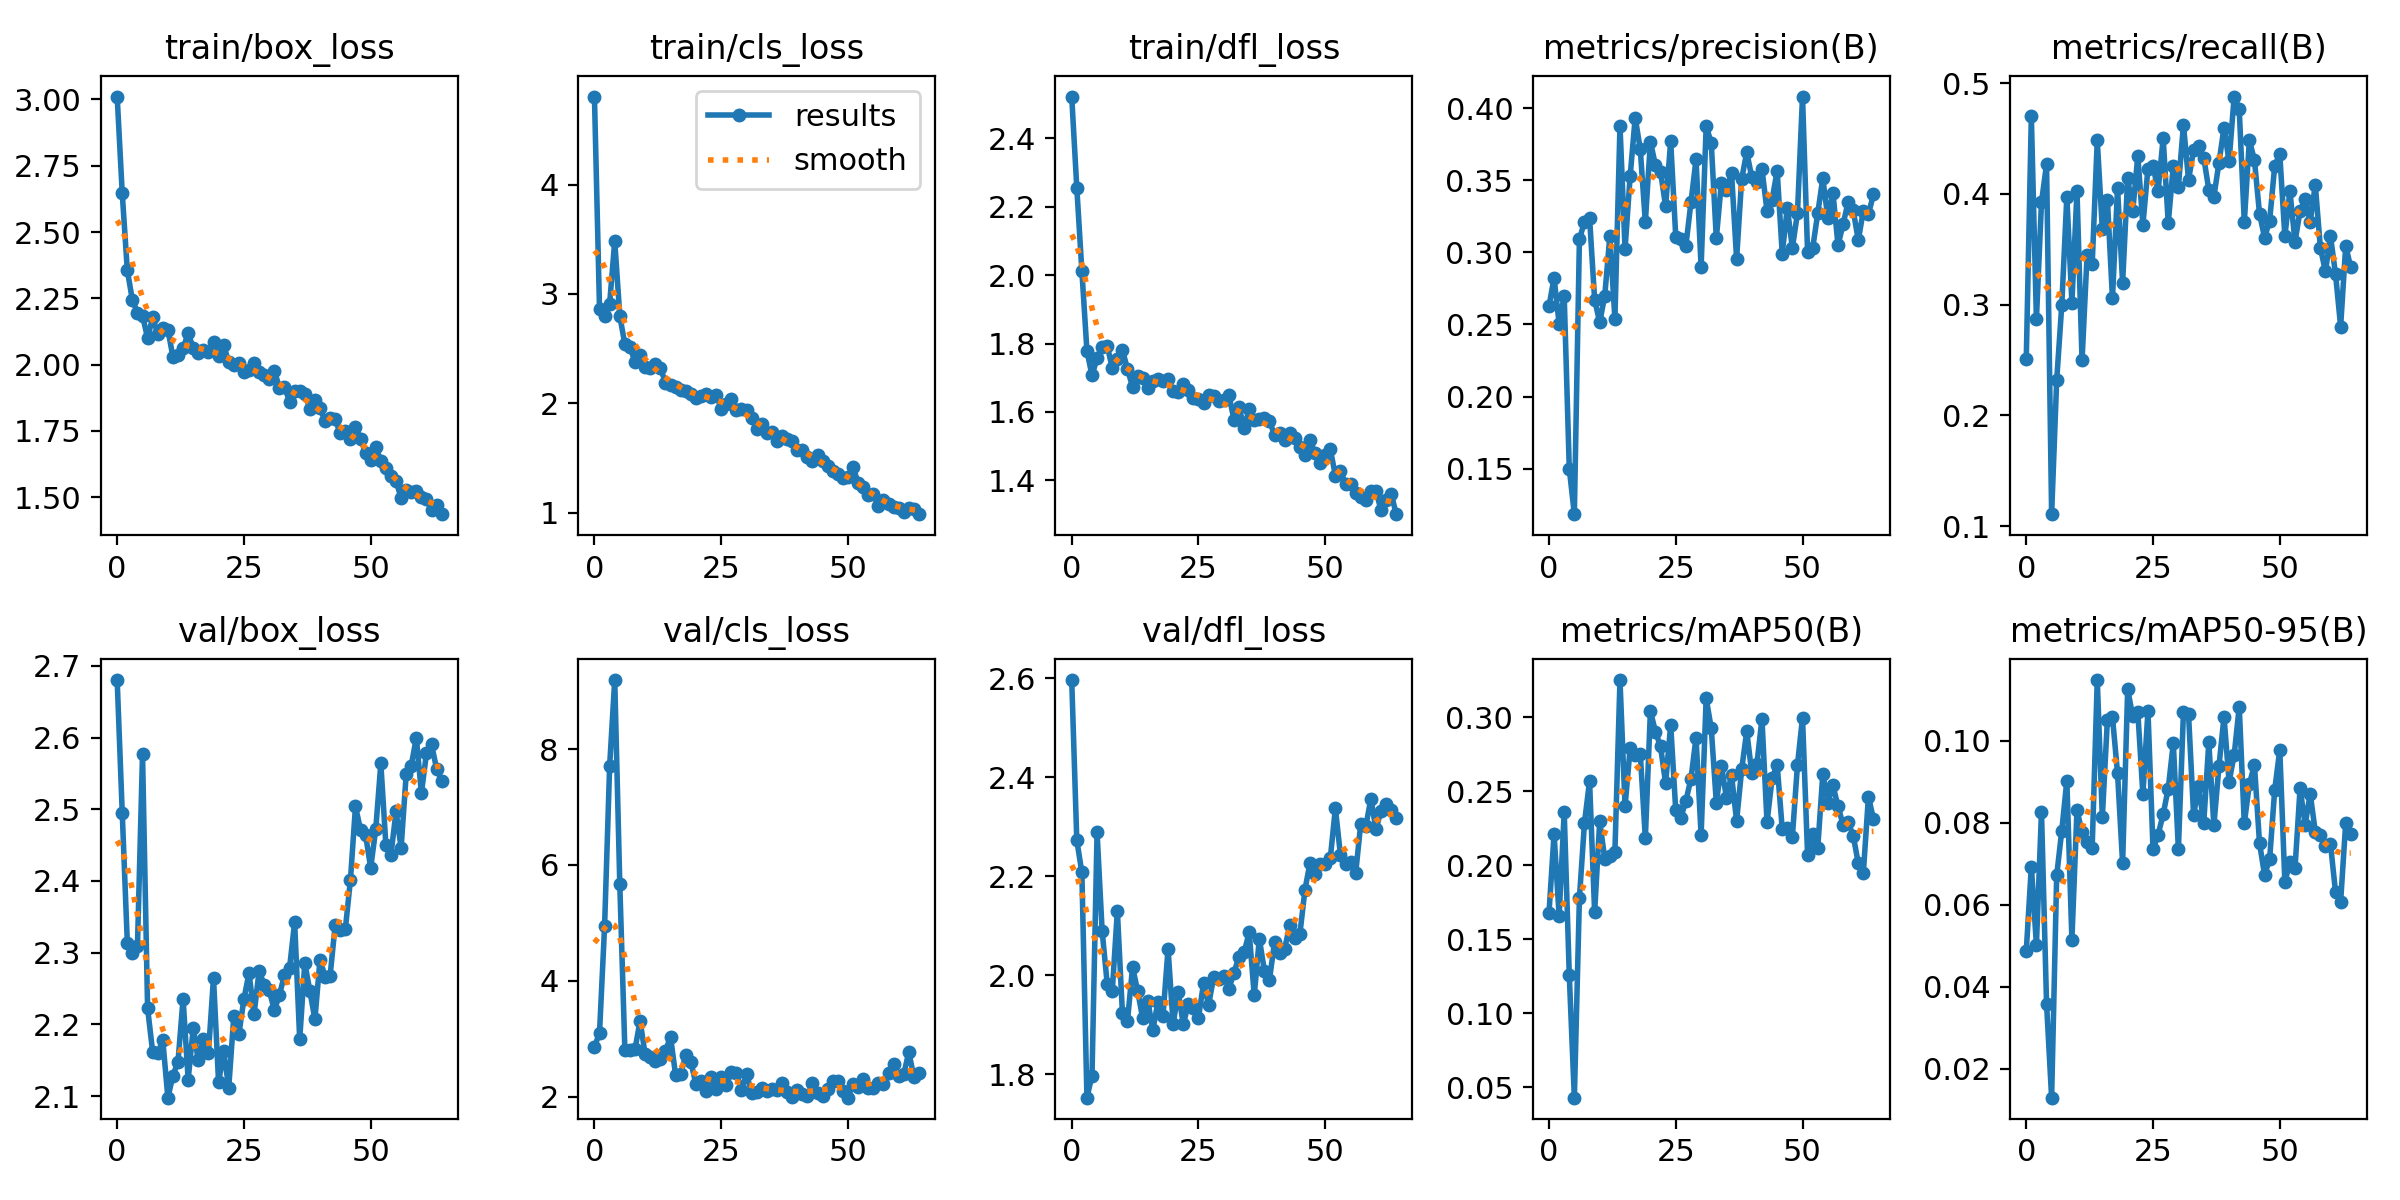 train/box_loss
3.00
2.75
2.50
2.25
2.00
1.75
1.50
0 25 50
train/cls_loss
results
smooth
4
3
2
1
0 25 50
train/dfl_loss
2.4
2.2
2.0
1.8
1.6
1.4
0 25 50
metrics/precision(B)
0.40
0.35
0.30
0.25
0.20
0.15
0 25 50
metrics/recall(B)
0.5
0.4
0.3
0.2
0.1
0 25 50
val/box_loss
2.7
2.6
2.5
2.4
2.3
2.2
2.1
0 25 50
val/cls_loss
8
6
4
2
0 25 50
val/dfl_loss
2.6
2.4
2.2
2.0
1.8
0 25 50
metrics/mAP50(B)
0.30
0.25
0.20
0.15
0.10
0.05
0 25 50
metrics/mAP50-95(B)
0.10
0.08
0.06
0.04
0.02
0 25 50